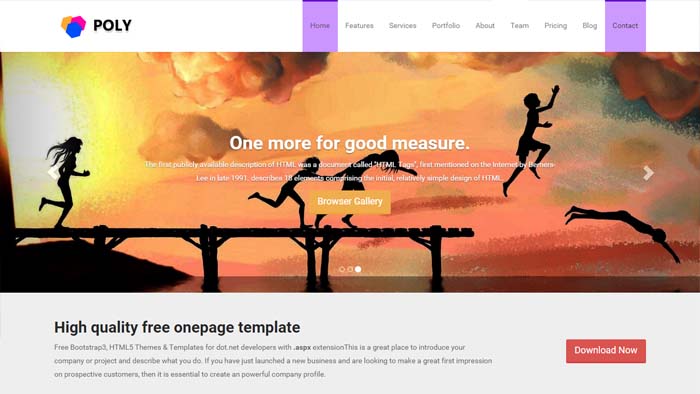 POLY
Home Features Services Portfolio About Team Pricing Blog Contact
One more for good measure.
The first publicly available description of HTML was a document called "HTML Tags", first mentioned on the Internet by Berners-
Lee in late 1991. describes 18 elements comprising the initial, relatively simple design of HTML.
Browser Gallery
High quality free onepage template
Free Bootstrap3, HTML5 Themes & Templates for dot.net developers with .aspx extensionThis is a great place to introduce your
company or project and describe what you do. If you have just launched a new business and are looking to make a great first impression
on prospective customers, then it is essential to create an powerful company profile.
Download Now